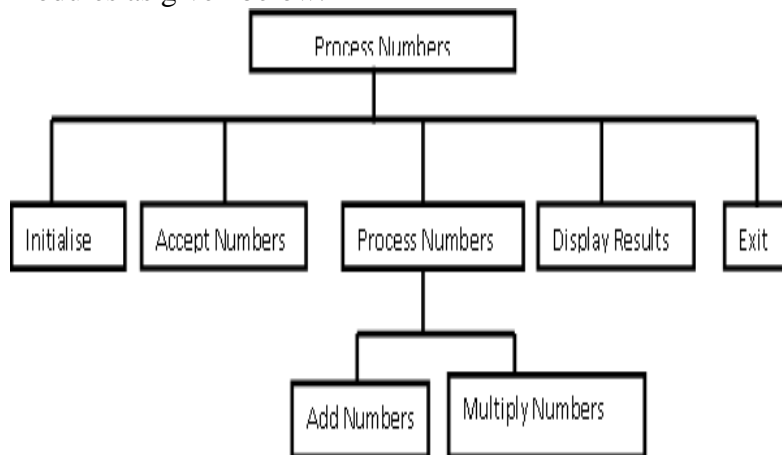 Process Numbers
Initialise
Accept Numbers
Process Numbers
Display Results
Exit
Add Numbers
Multiply Numbers